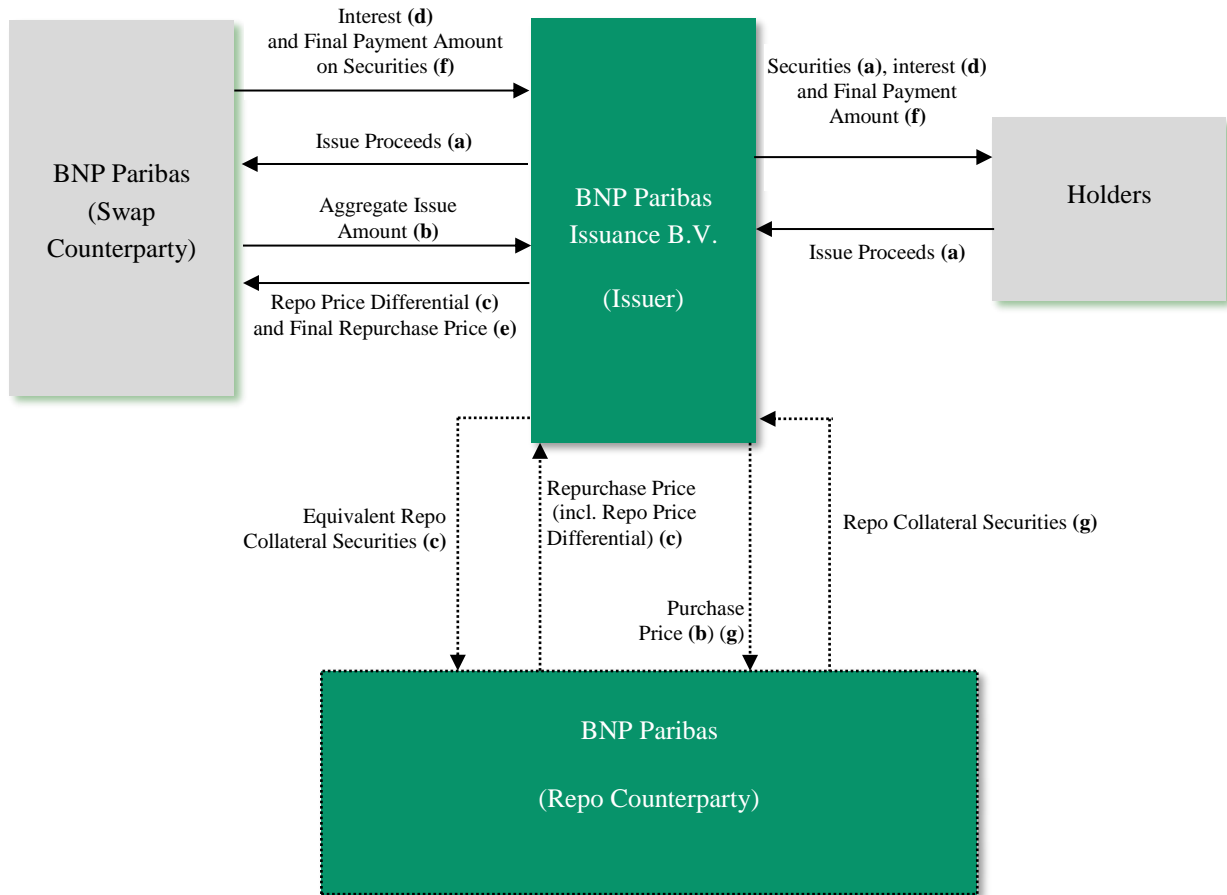 Interest (d)
and Final Payment Amount
on Securities (f)
Securities (a), interest (d)
and Final Payment
Amount (f)
Issue Proceeds (a)
BNP Paribas
(Swap
Counterparty)
Aggregate Issue
Amount (b)
Repo Price Differential (c)
and Final Repurchase Price (e)
BNP Paribas
Issuance B.V.
(Issuer)
Holders
Issue Proceeds (a)
Equivalent Repo
Collateral Securities (c)
Repurchase Price
(incl. Repo Price
Differential) (c)
Repo Collateral Securities (g)
Purchase
Price (b) (g)
BNP Paribas
(Repo Counterparty)